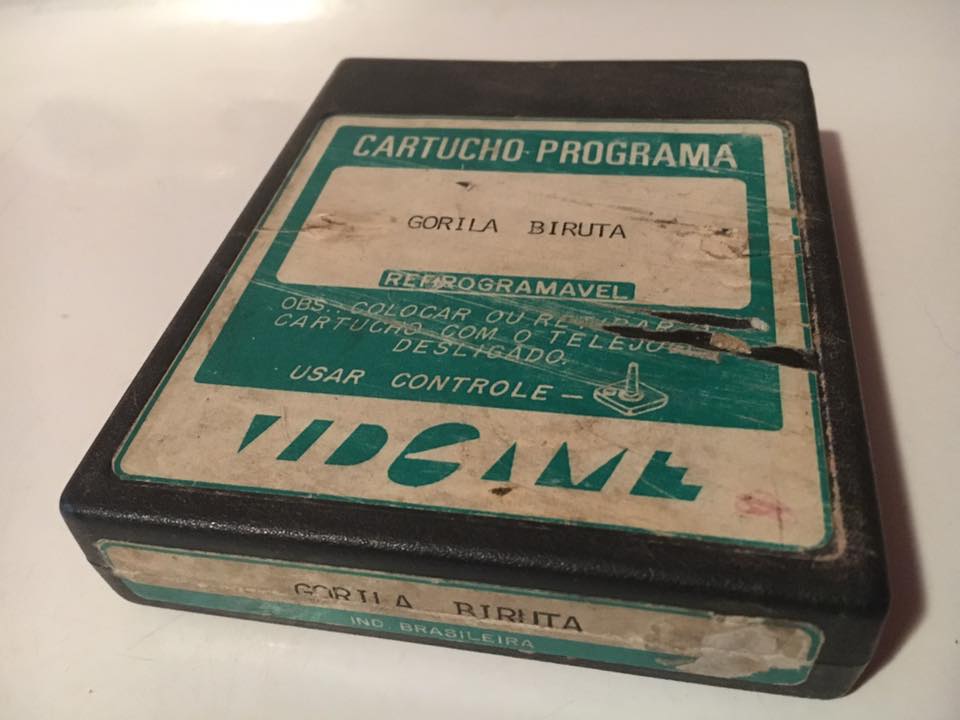 CARTUCHO PROGRAMA
GORILA BIRUTA
REPROGRAMAVEL
OBS.: COLOCAR OU RETIRAR
CARTUCHO COM O TELEJOGO
DESLIGADO.
USAR CONTROLE —
VIDGAME
GORILA BIRUTA
IND. BRASILEIRA